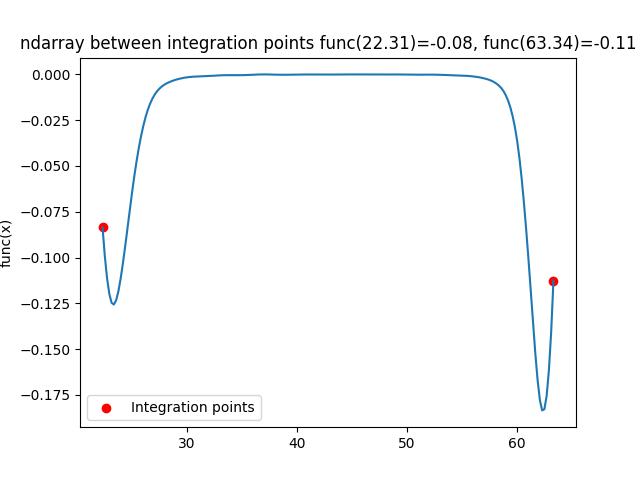 ndarray between integration points func(22.31)=-0.08, func(63.34)=-0.11
0.000
-0.025
-0.050
-0.075
-0.100
-0.125
-0.150
-0.175
func(x)
Integration points
30 40 50 60